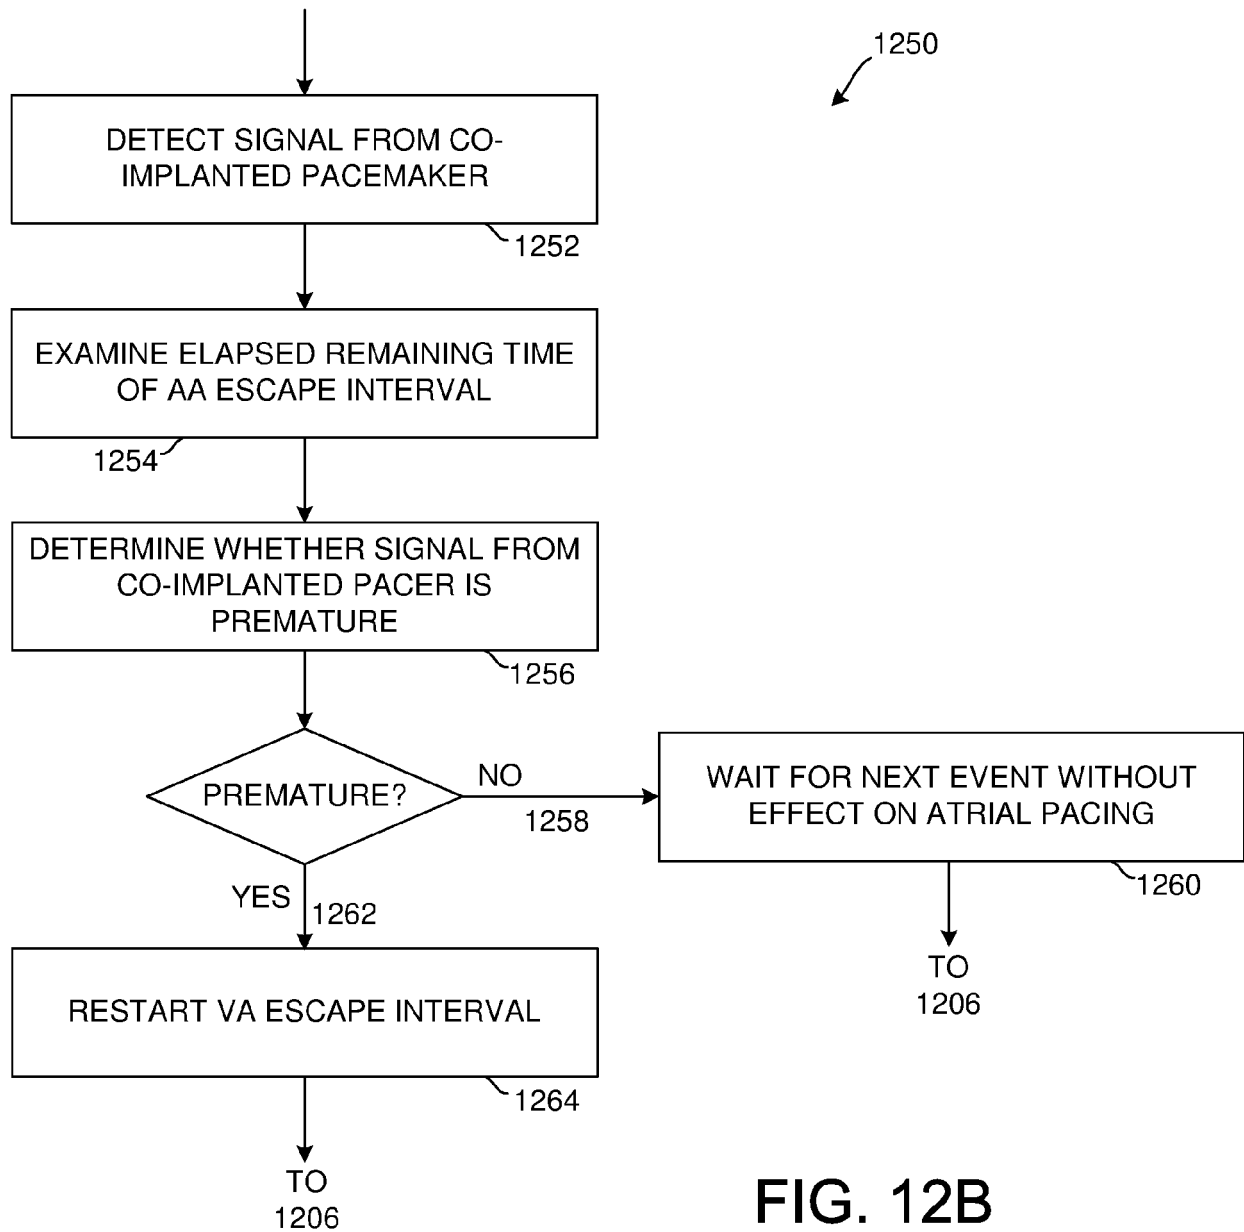 1250
DETECT SIGNAL FROM CO-
IMPLANTED PACEMAKER
1252
EXAMINE ELAPSED REMAINING TIME
OF AA ESCAPE INTERVAL
1254
DETERMINE WHETHER SIGNAL FROM
CO-IMPLANTED PACER IS
PREMATURE
1256
PREMATURE?
NO
1258
WAIT FOR NEXT EVENT WITHOUT
EFFECT ON ATRIAL PACING
1260
TO
1206
YES
1262
RESTART VA ESCAPE INTERVAL
1264
TO
1206
FIG. 12B